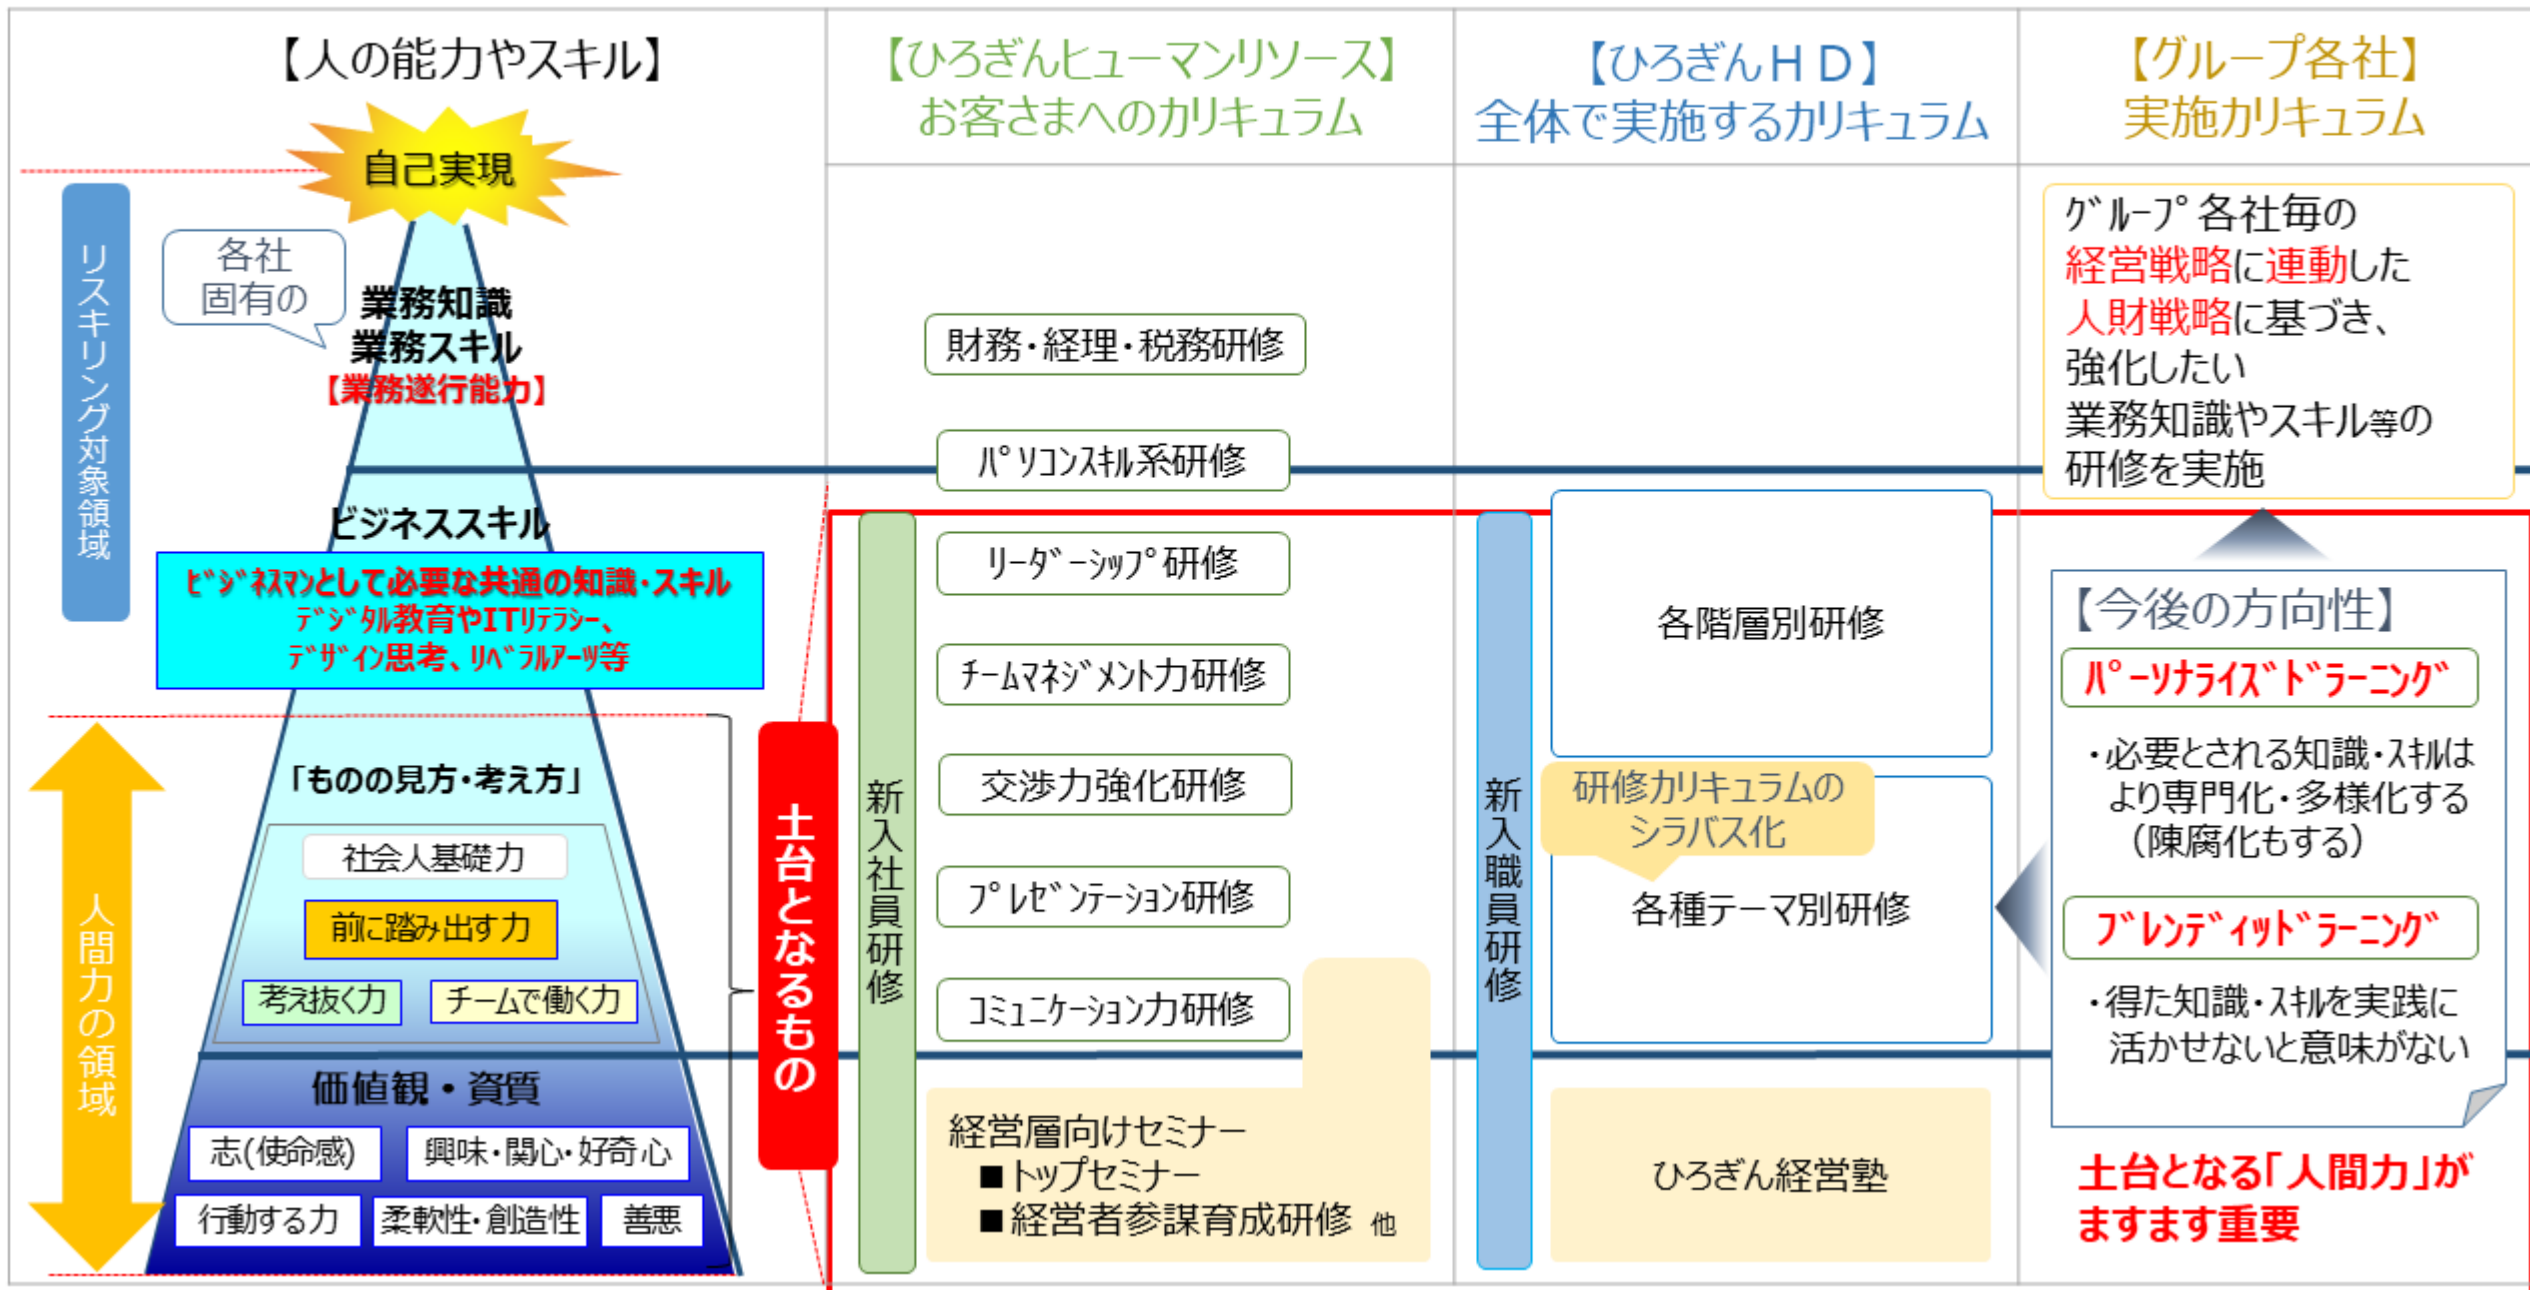 【人の能力やスキル】
自己実現
リスキリング対象領域
各社
固有の
業務知識
業務スキル
【業務遂行能力】
ビジネススキル
ﾋﾞｼﾞﾈｽﾏﾝとして必要な共通の知識・スキル
ﾃﾞｼﾞﾀﾙ教育やITﾘﾃﾗｼｰ、
ﾃﾞｻﾞｲﾝ思考、ﾘﾍﾞﾗﾙｱｰﾂ等
人間力の領域
「ものの見方・考え方」
社会人基礎力
前に踏み出す力
考え抜く力
チームで働く力
価値観・資質
志(使命感)
興味・関心・好奇心
行動する力
柔軟性・創造性
善悪
土台となるもの
【ひろぎんヒューマンリソース】
お客さまへのカリキュラム
財務・経理・税務研修
ﾊﾟｿｺﾝｽｷﾙ系研修
新入社員研修
ﾘｰﾀﾞｰｼｯﾌﾟ研修
ﾁｰﾑﾏﾈｼﾞﾒﾝﾄ力研修
交渉力強化研修
ﾌﾟﾚｾﾞﾝﾃｰｼｮﾝ研修
ｺﾐｭﾆｹｰｼｮﾝ力研修
経営層向けセミナー
■トップセミナー
■経営者参謀育成研修 他
【ひろぎんＨＤ】
全体で実施するカリキュラム
新入職員研修
各階層別研修
研修カリキュラムの
シラバス化
各種テーマ別研修
ひろぎん経営塾
【グループ各社】
実施カリキュラム
ｸﾞﾙｰﾌﾟ各社毎の
経営戦略に連動した
人財戦略に基づき、
強化したい
業務知識やスキル等の
研修を実施
【今後の方向性】
ﾊﾟｰｿﾅﾗｲｽﾞﾄﾞﾗｰﾆﾝｸﾞ
・必要とされる知識・ｽｷﾙは
より専門化・多様化する
（陳腐化もする）
ﾌﾞﾚﾝﾃﾞｨｯﾄﾞﾗｰﾆﾝｸﾞ
・得た知識・ｽｷﾙを実践に
活かせないと意味がない
土台となる｢人間力｣が
ますます重要